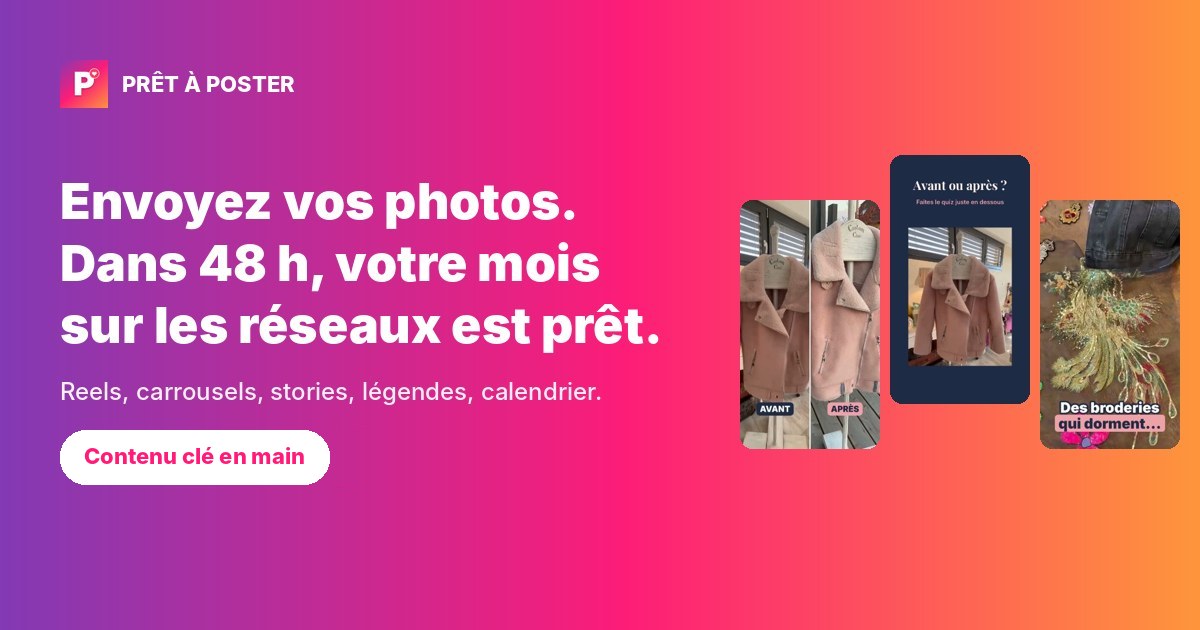 P
PRÊT À POSTER
Envoyez vos photos.
Dans 48 h, votre mois
sur les réseaux est prêt.
Reels, carrousels, stories, légendes, calendrier.
Contenu clé en main
AVANT
APRÈS
Avant ou après ?
Faites le quiz juste en dessous
Des broderies
qui dorment...